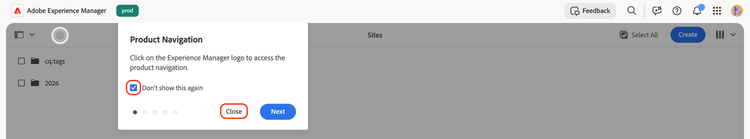 Adobe Experience Manager
prod
Feedback
Sites
Select All
Create
Product Navigation
Click on the Experience Manager logo to access the
product navigation.
Don't show this again
Close
Next
cq:tags
2026